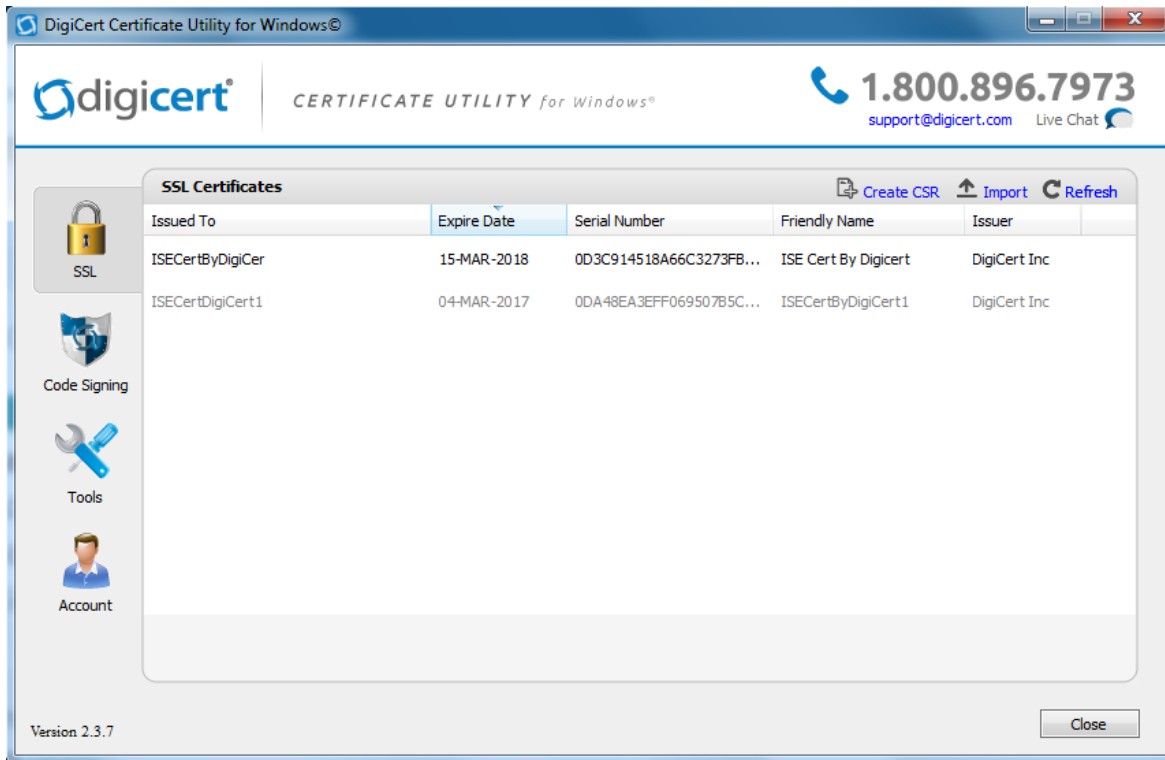 DigiCert Certificate Utility for Windows©
digicert®
CERTIFICATE UTILITY for Windows®
1.800.896.7973
support@digicert.com Live Chat
SSL Certificates Create CSR Import Refresh
Issued To Expire Date Serial Number Friendly Name Issuer
ISECertByDigiCer 15-MAR-2018 0D3C914518A66C3273FB... ISE Cert By Digicert DigiCert Inc
ISECertDigiCert1 04-MAR-2017 0DA48EA3EFF069507B5C... ISECertByDigiCert1 DigiCert Inc
SSL
Code Signing
Tools
Account
Version 2.3.7
Close